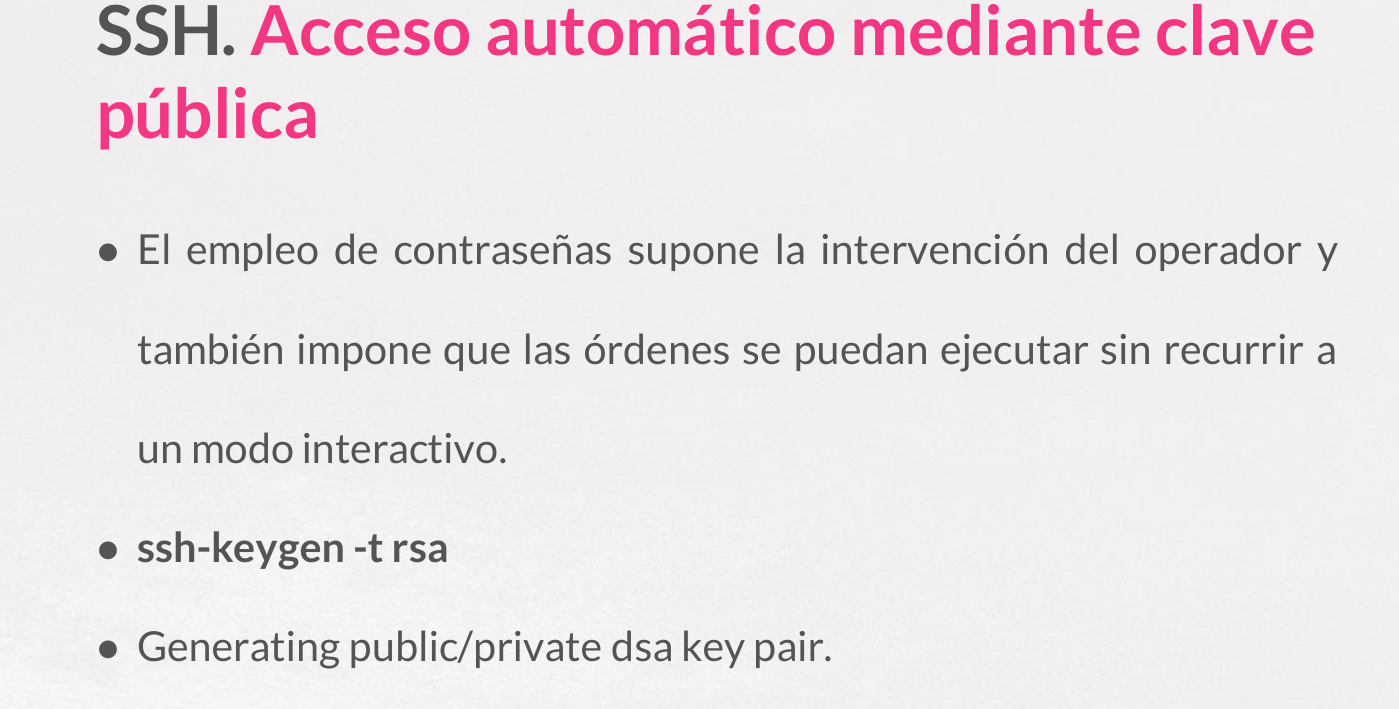 SSH. Acceso automático mediante clave
pública
● El empleo de contraseñas supone la intervención del operador y
también impone que las órdenes se puedan ejecutar sin recurrir a
un modo interactivo.
● ssh-keygen -t rsa
● Generating public/private dsa key pair.